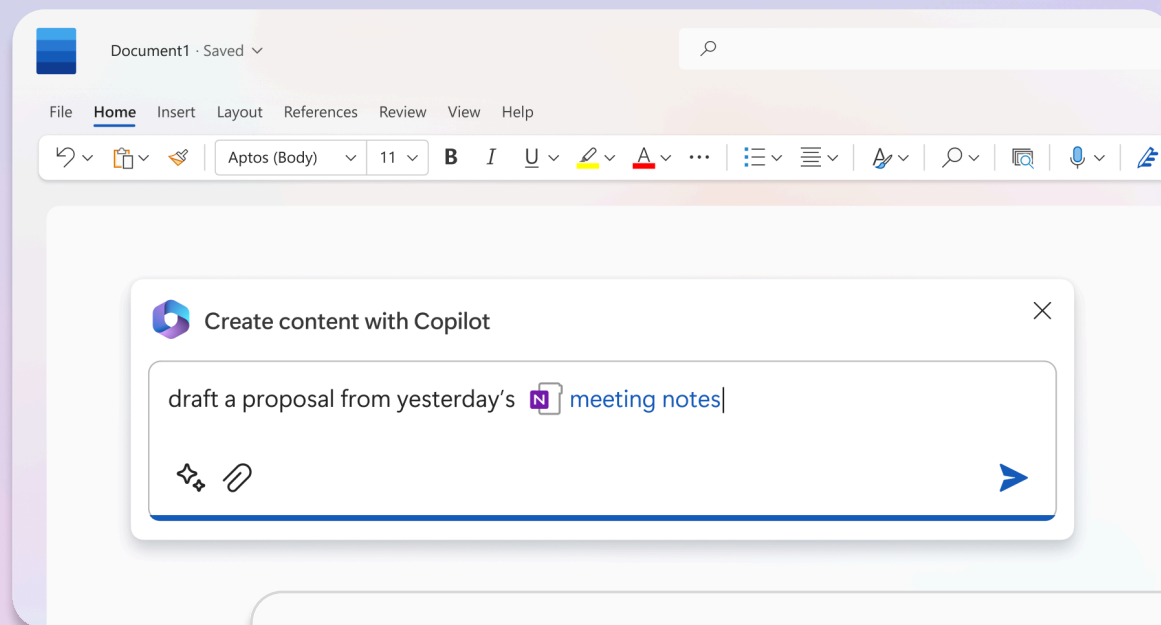 Document1 · Saved
File Home Insert Layout References Review View Help
Aptos (Body) 11 B I U A
Create content with Copilot
draft a proposal from yesterday’s N meeting notes